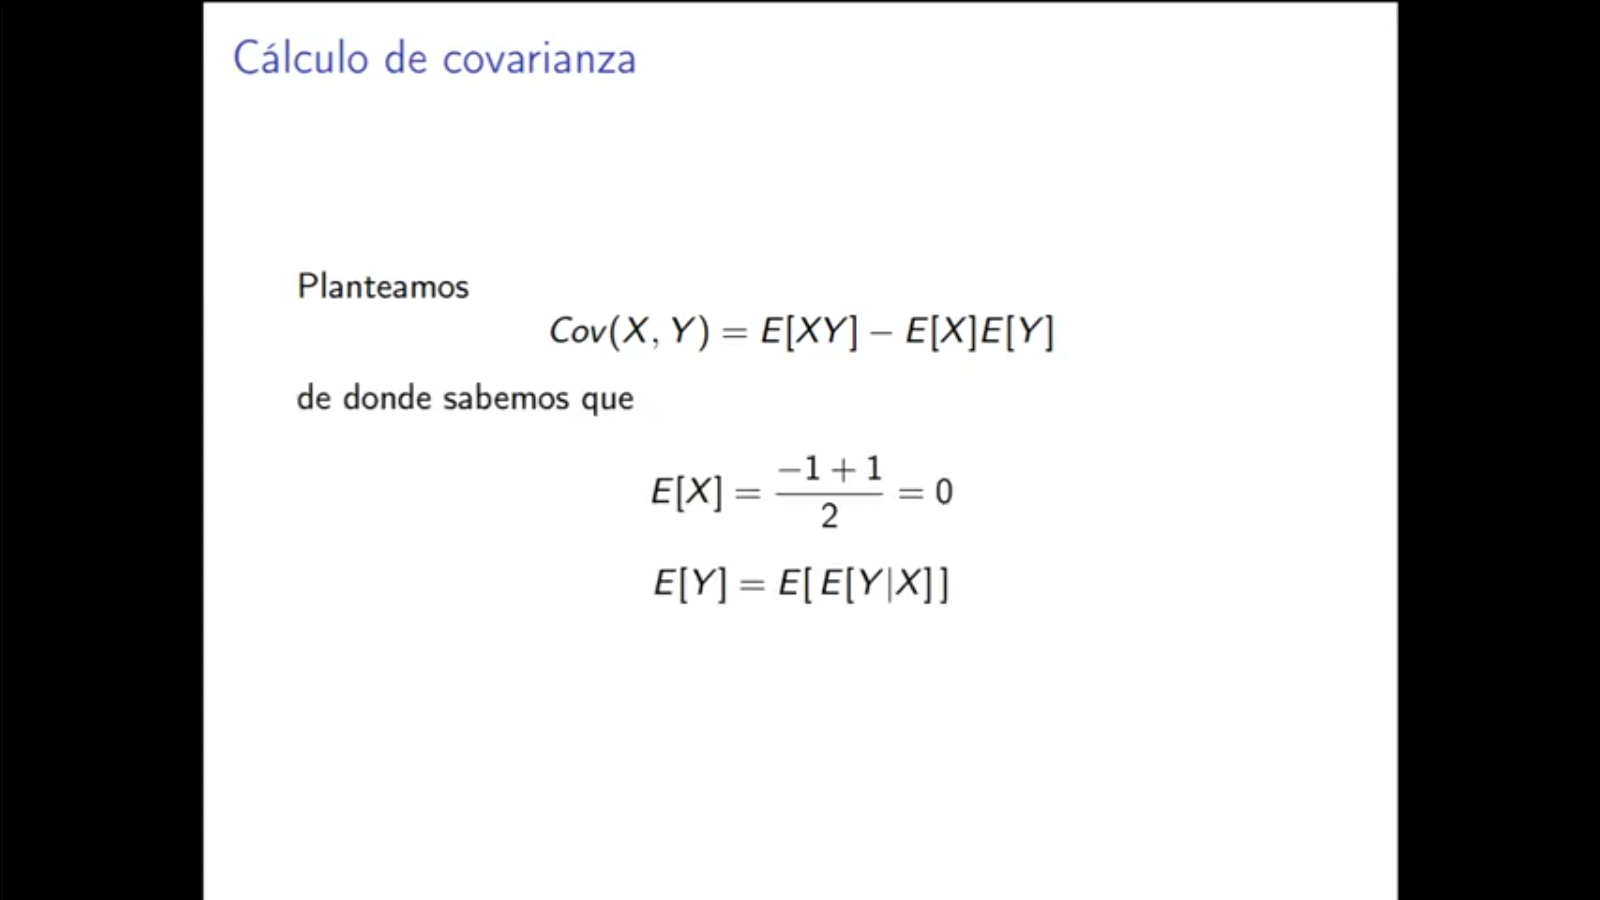 Cálculo de covarianza
Planteamos
Cov(X, Y) = E[XY] − E[X]E[Y]
de donde sabemos que
E[X] = \frac{−1 + 1}{2} = 0
E[Y] = E[ E[Y|X] ]